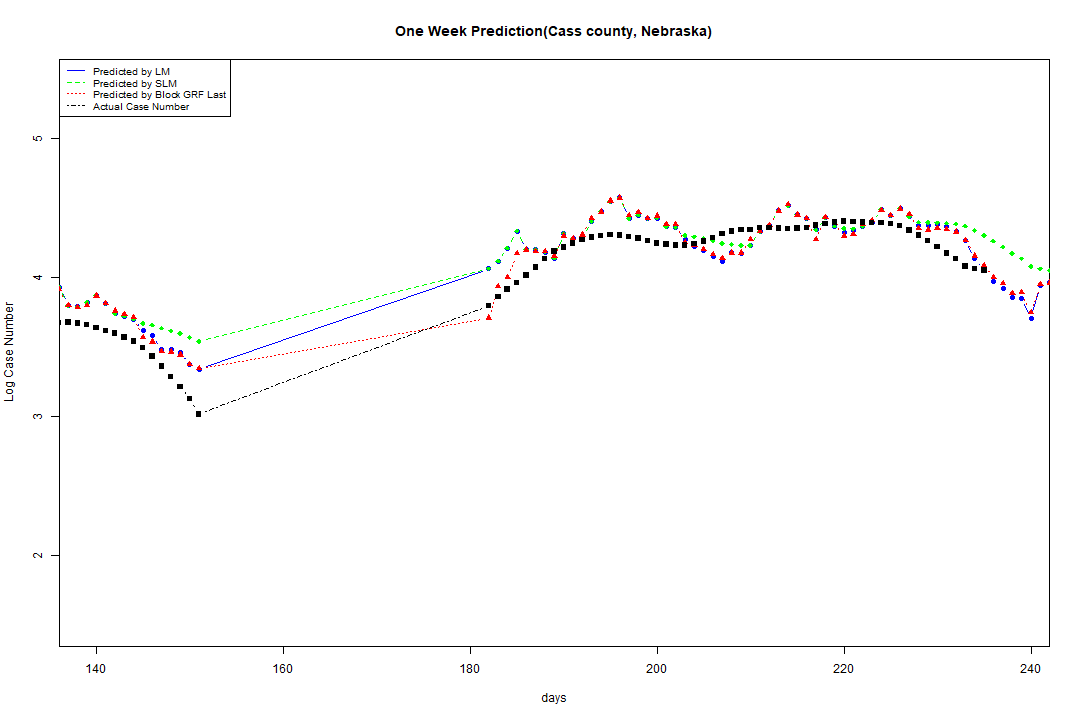 One Week Prediction(Cass county, Nebraska)
Predicted by LM
Predicted by SLM
Predicted by Block GRF Last
Actual Case Number
5
4
3
2
Log Case Number
140 160 180 200 220 240
days